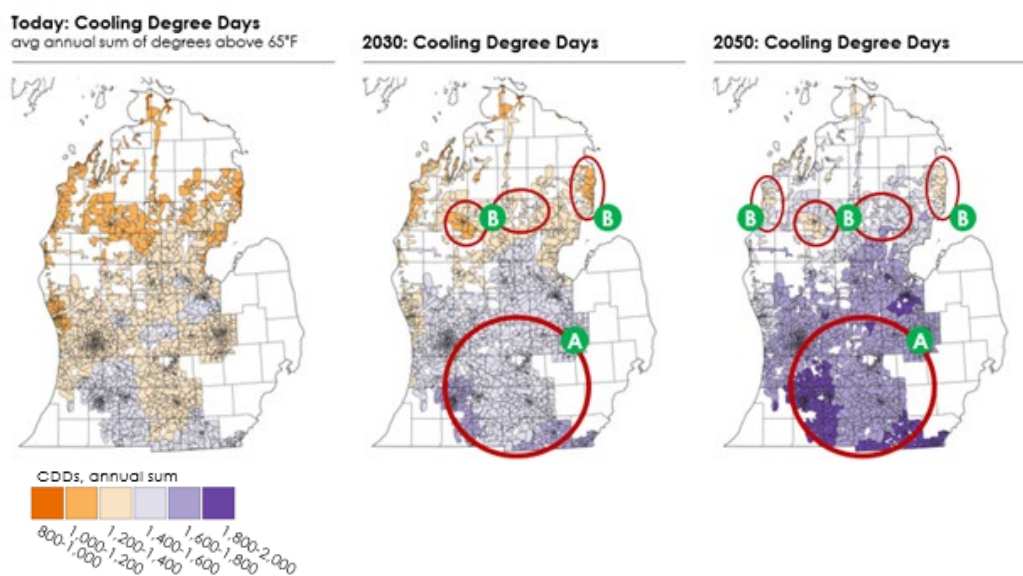 Today: Cooling Degree Days
avg annual sum of degrees above 65°F
2030: Cooling Degree Days
2050: Cooling Degree Days
B
B
A
B
B
B
A
CDDs, annual sum
800-1,000
1,000-1,200
1,200-1,400
1,400-1,600
1,600-1,800
1,800-2,000